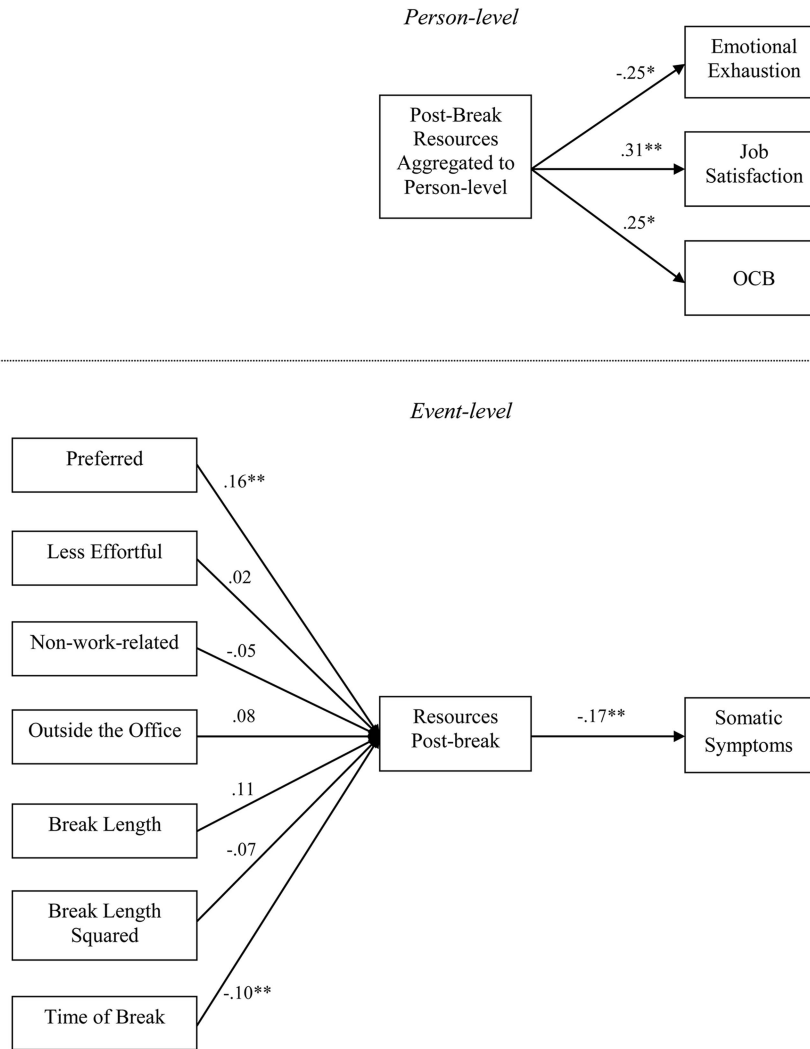 Person-level
Emotional
Exhaustion
-.25*
Post-Break
Resources
Aggregated to
Person-level
.31**
Job
Satisfaction
.25*
OCB
Event-level
Preferred
.16**
Less Effortful
.02
Non-work-related
-.05
Outside the Office
.08
Resources
Post-break
-.17**
Somatic
Symptoms
.11
Break Length
-.07
Break Length
Squared
-.10**
Time of Break